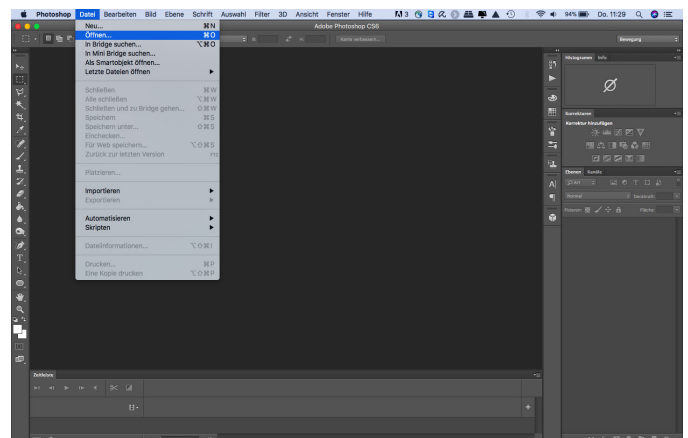 Photoshop Datei Bearbeiten Bild Ebene Schrift Auswahl Filter 3D Ansicht Fenster Hilfe 3 94% Do. 11:29
Adobe Photoshop CS6
Neu... ⌘N
Öffnen... ⌘O
In Bridge suchen... ⌥⌘O
In Mini Bridge suchen...
Als Smartobjekt öffnen...
Letzte Dateien öffnen ▶
Schließen ⌘W
Alle schließen ⌥⌘W
Schließen und zu Bridge gehen... ⇧⌘W
Speichern ⌘S
Speichern unter... ⇧⌘S
Einchecken...
Für Web speichern... ⌥⇧⌘S
Zurück zur letzten Version
Platzieren...
Importieren ▶
Exportieren ▶
Automatisieren ▶
Skripten ▶
Dateiinformationen... ⌥⇧⌘I
Drucken... ⌘P
Eine Kopie drucken ⌥⇧⌘P
Kante verbessern...
Bewegung
Histogramm Info
Korrekturen
Korrektur hinzufügen
Ebenen Kanäle
Art
Normal Deckkraft:
Fixieren: Fläche:
Zeitleiste